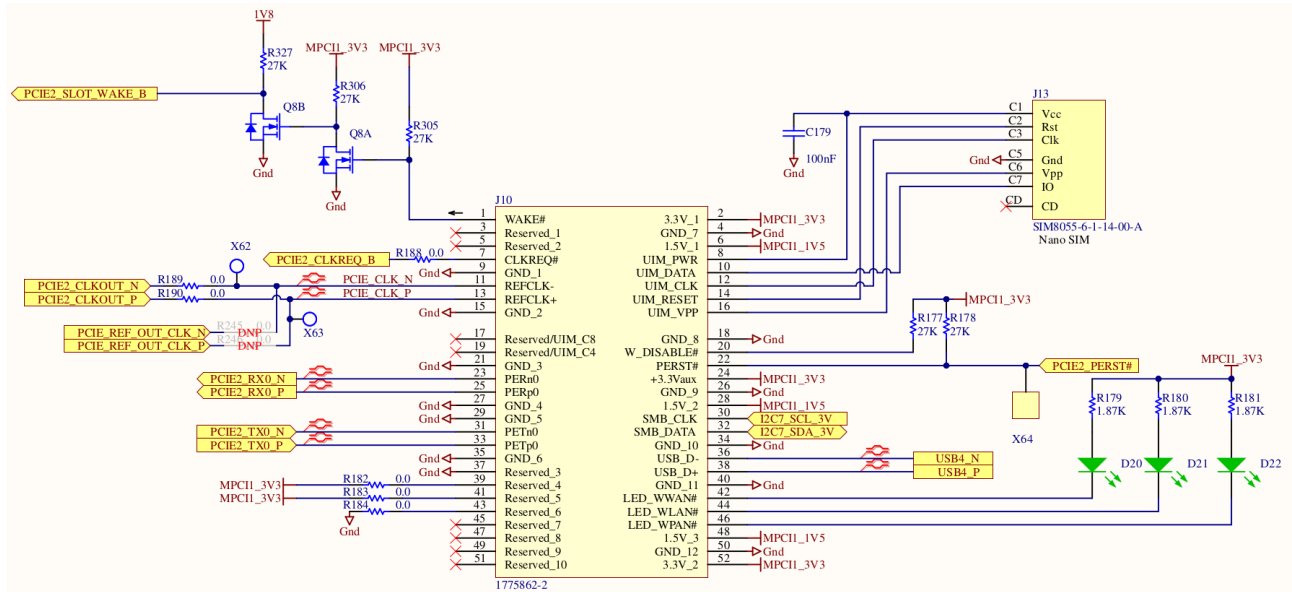 1V8
R327
27K
MPCI1_3V3
MPCI1_3V3
PCIE2_SLOT_WAKE_B
R306
27K
Q8B
Q8A
R305
27K
Gnd
Gnd
C179
100nF
Gnd
J13
C1 Vcc
C2 Rst
C3 Clk
Gnd C5 Gnd
C6 Vpp
C7 IO
CD CD
SIM8055-6-1-14-00-A
Nano SIM
J10
1 WAKE# 3.3V_1 2 MPCI1_3V3
3 Reserved_1 GND_7 4 Gnd
5 Reserved_2 1.5V_1 6 MPCI1_1V5
PCIE2_CLKREQ_B R188 0.0 7 CLKREQ# UIM_PWR 8
Gnd 9 GND_1 UIM_DATA 10
X62
PCIE2_CLKOUT_N R189 0.0 PCIE_CLK_N 11 REFCLK- UIM_CLK 12
PCIE2_CLKOUT_P R190 0.0 PCIE_CLK_P 13 REFCLK+ UIM_RESET 14
Gnd 15 GND_2 UIM_VPP 16
X63
PCIE_REF_OUT_CLK_N R245 0.0 DNP
PCIE_REF_OUT_CLK_P 0.0 DNP
MPCI1_3V3
R177
27K
R178
27K
17 Reserved/UIM_C8 GND_8 18 Gnd
19 Reserved/UIM_C4 W_DISABLE# 20
Gnd 21 GND_3 PERST# 22 PCIE2_PERST#
PCIE2_RX0_N 23 PERn0 +3.3Vaux 24 MPCI1_3V3
PCIE2_RX0_P 25 PERp0 GND_9 26 Gnd
Gnd 27 GND_4 1.5V_2 28 MPCI1_1V5
Gnd 29 GND_5 SMB_CLK 30 I2C7_SCL_3V
PCIE2_TX0_N 31 PETn0 SMB_DATA 32 I2C7_SDA_3V
PCIE2_TX0_P 33 PETp0 GND_10 34 Gnd
Gnd 35 GND_6 USB_D- 36 USB4_N
Gnd 37 Reserved_3 USB_D+ 38 USB4_P
MPCI1_3V3 R182 0.0 39 Reserved_4 GND_11 40 Gnd
MPCI1_3V3 R183 0.0 41 Reserved_5 LED_WWAN# 42
R184 0.0 43 Reserved_6 LED_WLAN# 44
Gnd
45 Reserved_7 LED_WPAN# 46
47 Reserved_8 1.5V_3 48 MPCI1_1V5
49 Reserved_9 GND_12 50 Gnd
51 Reserved_10 3.3V_2 52 MPCI1_3V3
1775862-2
X64
MPCI1_3V3
R179
1.87K
R180
1.87K
R181
1.87K
D20
D21
D22